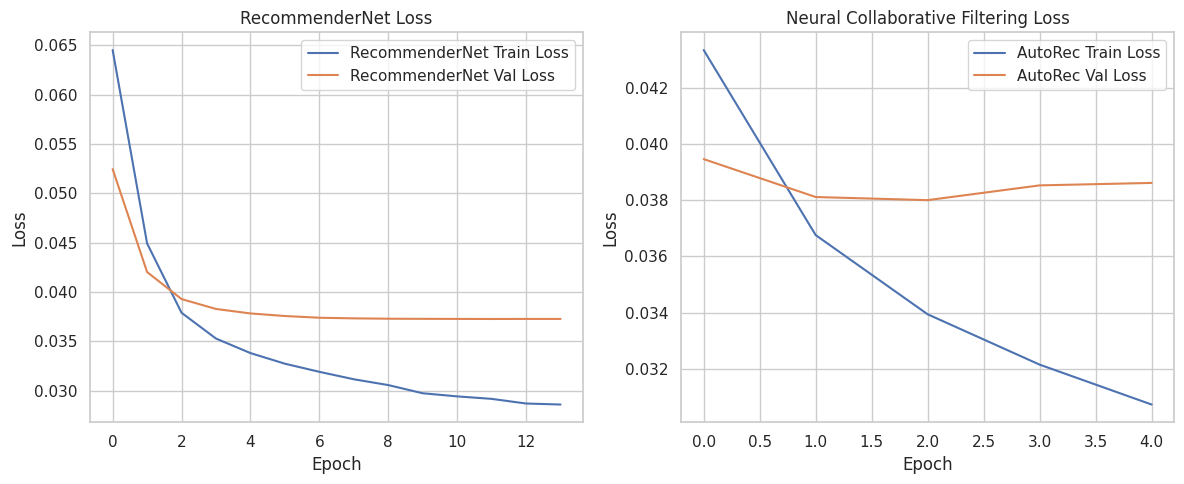 RecommenderNet Loss
RecommenderNet Train Loss
RecommenderNet Val Loss
0.065
0.060
0.055
0.050
0.045
0.040
0.035
0.030
Loss
0 2 4 6 8 10 12
Epoch
Neural Collaborative Filtering Loss
AutoRec Train Loss
AutoRec Val Loss
0.042
0.040
0.038
0.036
0.034
0.032
Loss
0.0 0.5 1.0 1.5 2.0 2.5 3.0 3.5 4.0
Epoch